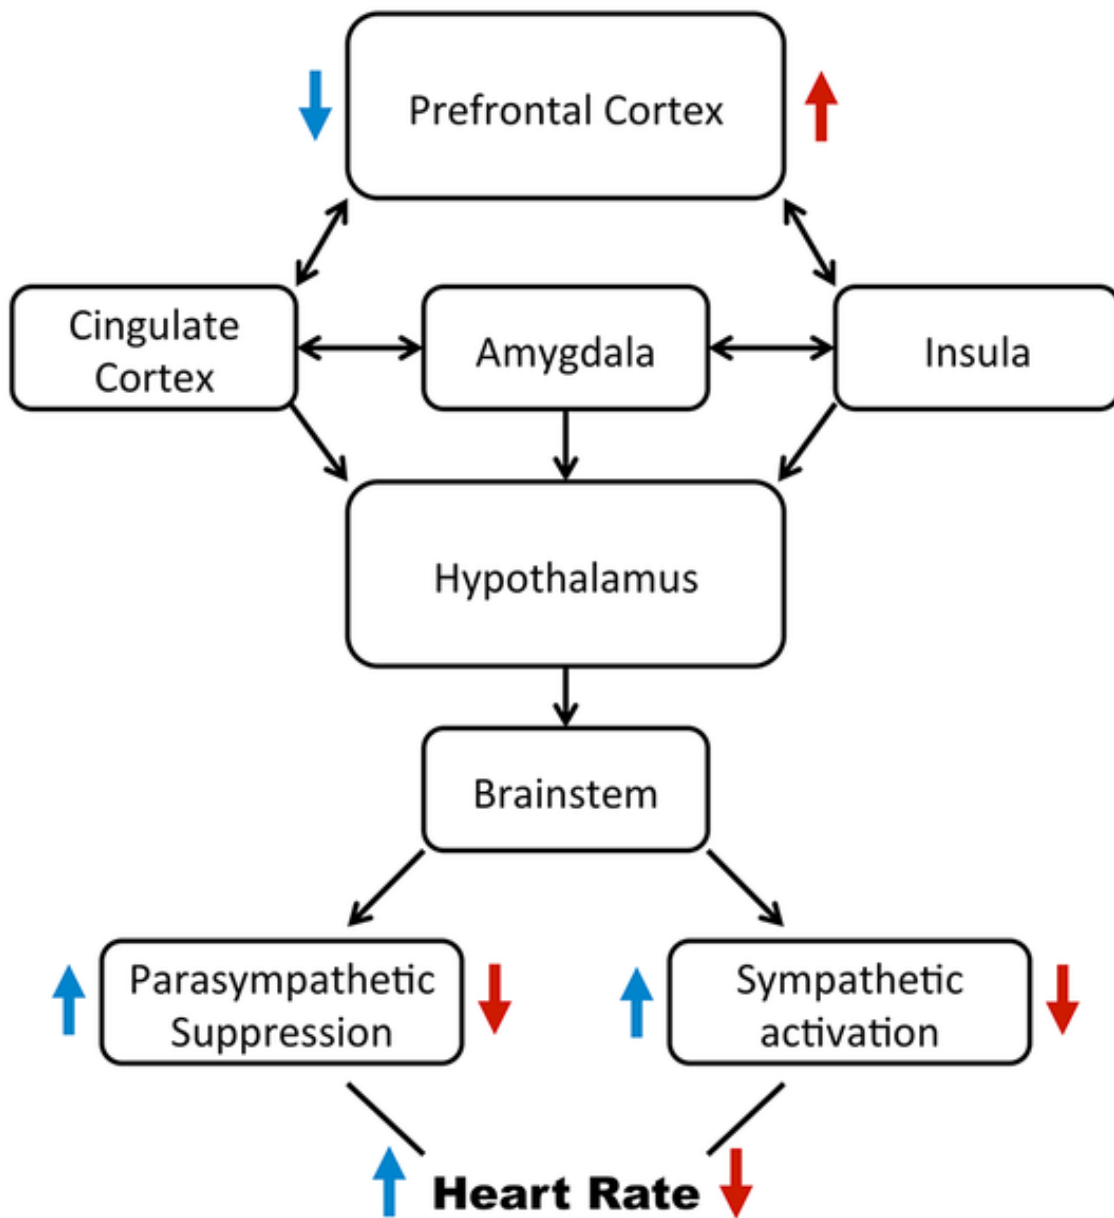 Prefrontal Cortex
Cingulate
Cortex
Amygdala
Insula
Hypothalamus
Brainstem
Parasympathetic
Suppression
Sympathetic
activation
Heart Rate